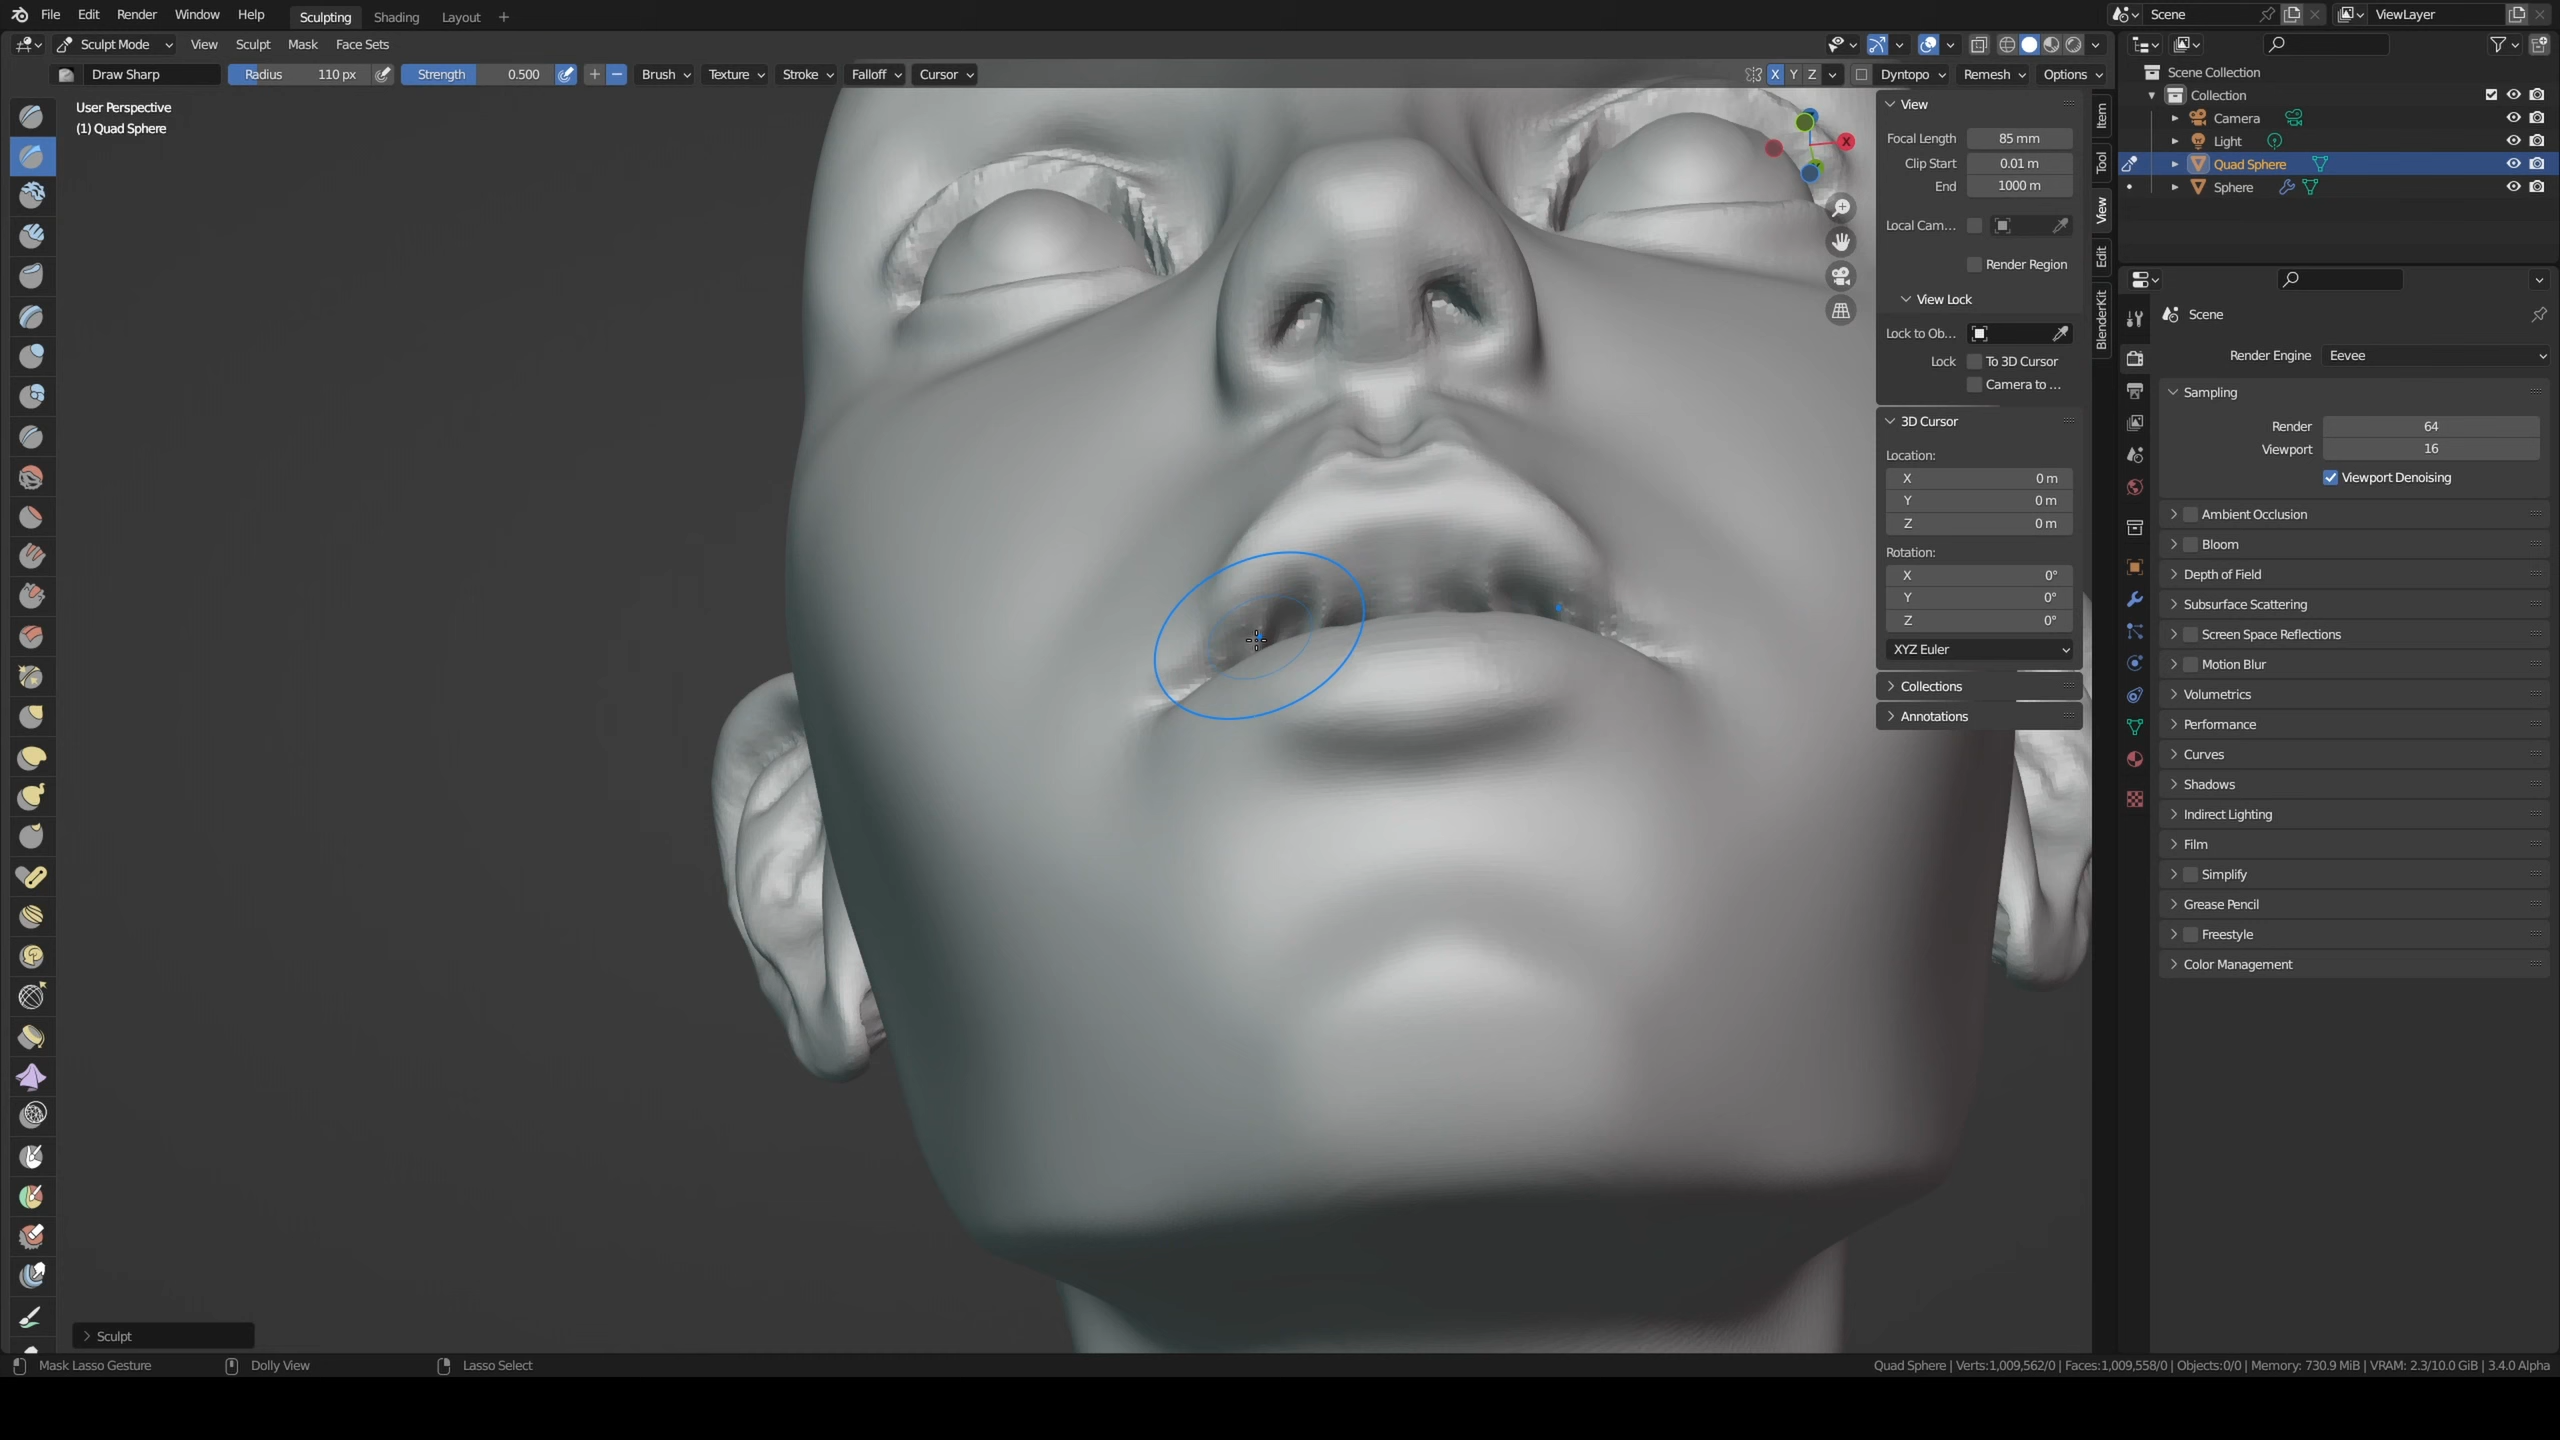 File Edit Render Window Help Sculpting Shading Layout + Scene ViewLayer
Sculpt Mode View Sculpt Mask Face Sets
Draw Sharp Radius 110 px Strength 0.500 Brush Texture Stroke Falloff Cursor X Y Z Dyntopo Remesh Options
User Perspective
(1) Quad Sphere
View
Focal Length 85 mm
Clip Start 0.01 m
End 1000 m
Local Cam...
Render Region
View Lock
Lock to Ob...
Lock To 3D Cursor
Camera to ...
3D Cursor
Location:
X 0 m
Y 0 m
Z 0 m
Rotation:
X 0°
Y 0°
Z 0°
XYZ Euler
Collections
Annotations
Item
Tool
View
Edit
BlenderKit
X
Scene Collection
Collection
Camera
Light
Quad Sphere
Sphere
Scene
Render Engine Eevee
Sampling
Render 64
Viewport 16
Viewport Denoising
Ambient Occlusion
Bloom
Depth of Field
Subsurface Scattering
Screen Space Reflections
Motion Blur
Volumetrics
Performance
Curves
Shadows
Indirect Lighting
Film
Simplify
Grease Pencil
Freestyle
Color Management
Sculpt
Mask Lasso Gesture Dolly View Lasso Select Quad Sphere | Verts:1,009,562/0 | Faces:1,009,558/0 | Objects:0/0 | Memory: 730.9 MiB | VRAM: 2.3/10.0 GiB | 3.4.0 Alpha